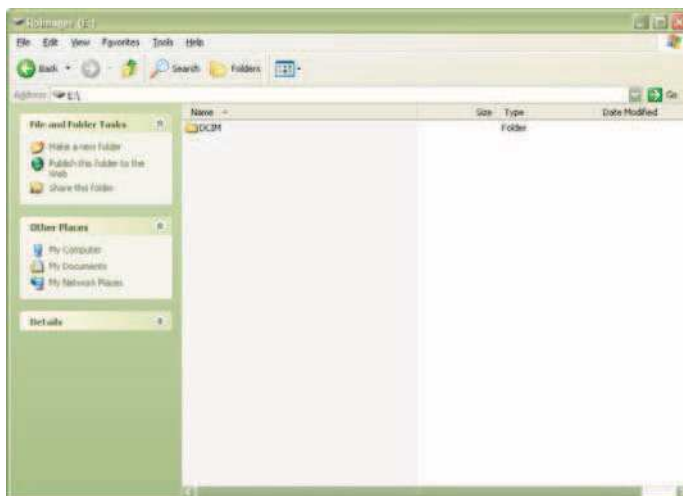 RoImager (E:)
File Edit View Favorites Tools Help
Back Search Folders
Address E:\ Go
Name Size Type Date Modified
DCIM Folder
File and Folder Tasks
Make a new folder
Publish this folder to the
Web
Share this folder
Other Places
My Computer
My Documents
My Network Places
Details